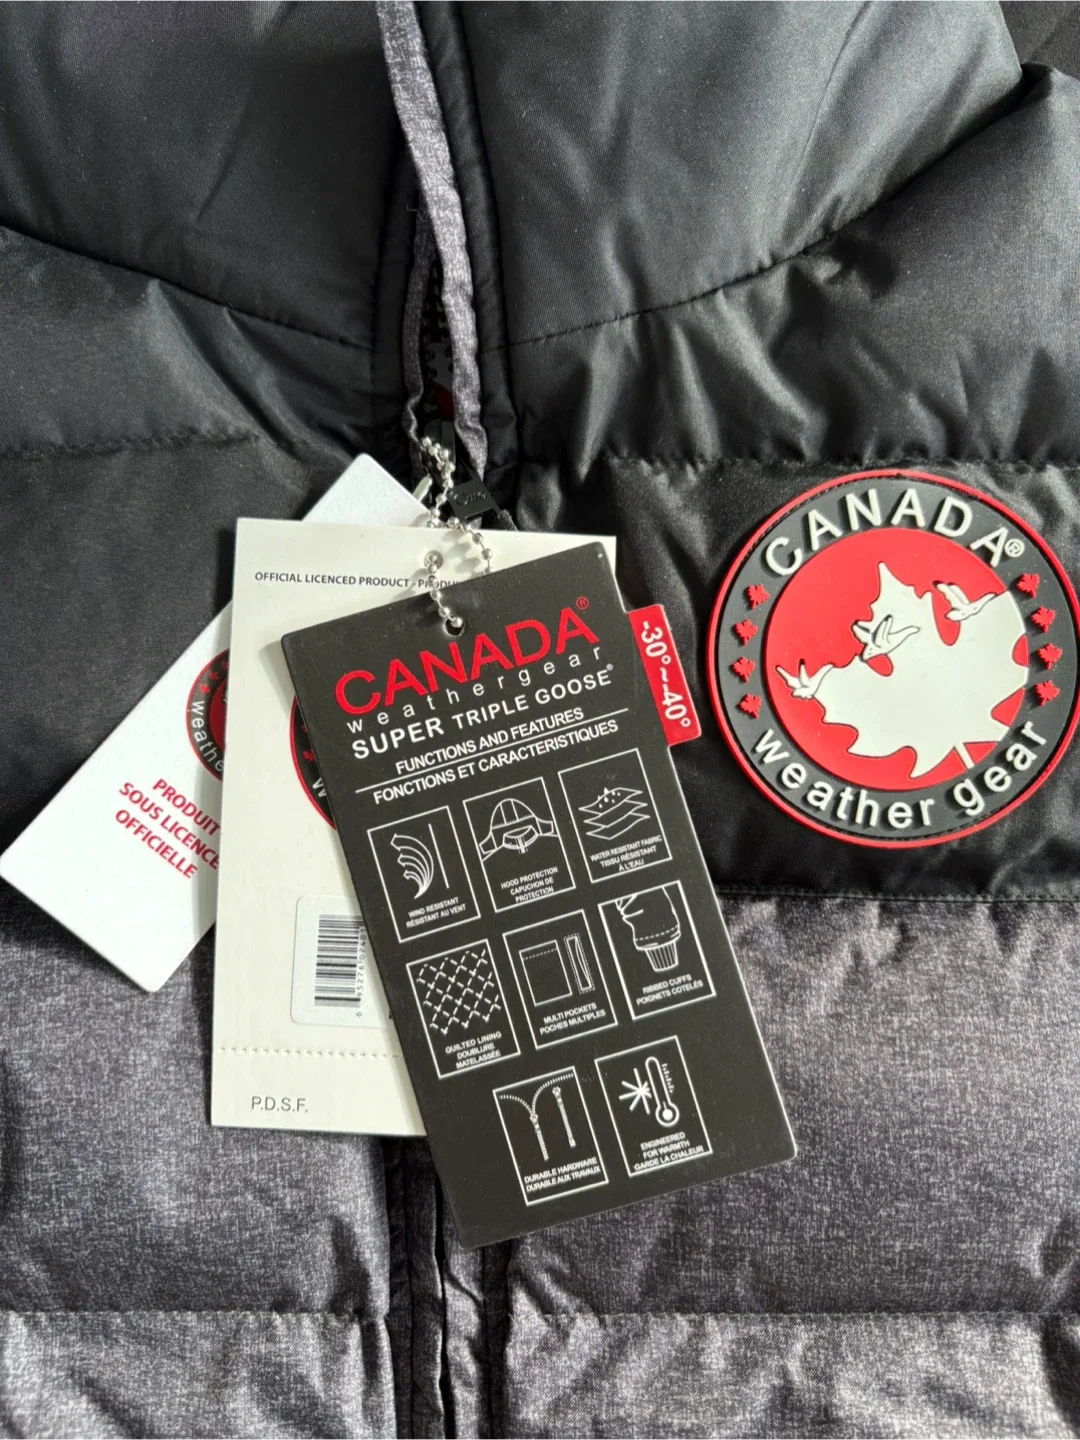 OFFICIAL LICENCED PRODUCT - PRODU
CANADA®
weathergear
SUPER TRIPLE GOOSE®
FUNCTIONS AND FEATURES
FONCTIONS ET CARACTERISTIQUES
WIND RESISTANT
RÉSISTANT AU VENT
HOOD PROTECTION
CAPUCHON DE
PROTECTION
WATER RESISTANT FABRIC
TISSU RÉSISTANT
À L'EAU
QUILTED LINING
DOUBLURE
MATELASSÉE
MULTI POCKETS
POCHES MULTIPLES
RIBBED CUFFS
POIGNETS COTELÉS
DURABLE HARDWARE
DURABLE AUX TRAVAUX
ENGINEERED
FOR WARMTH
GARDE LA CHALEUR
-30°~-40°
CANADA®
weather gear
weathe
PRODUIT
SOUS LICENCE
OFFICIELLE
P.D.S.F.